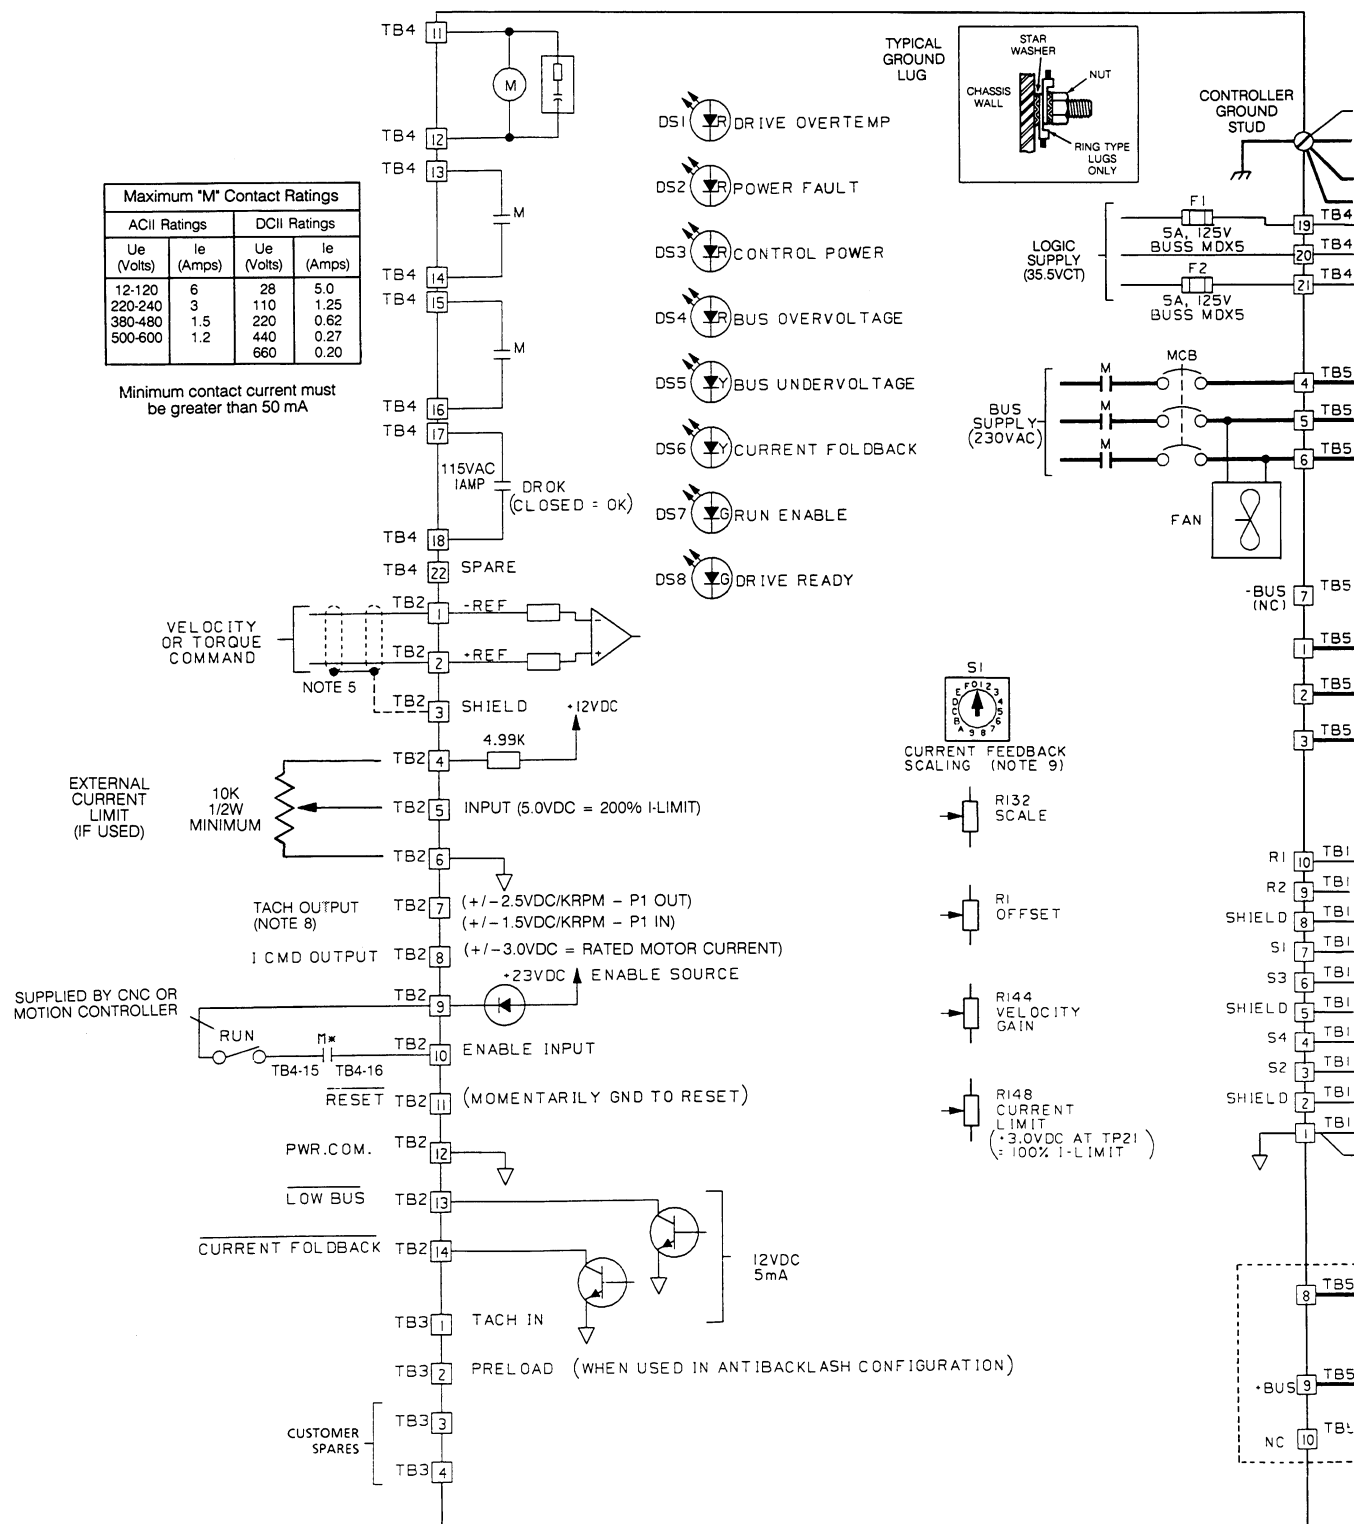 TB4 11
M
TB4 12
TB4 13
M
TB4 14
TB4 15
M
TB4 16
TB4 17
115VAC
1AMP
DROK
(CLOSED = OK)
TB4 18
TB4 22 SPARE
Maximum "M" Contact Ratings
ACII Ratings DCII Ratings
Ue Ie Ue Ie
(Volts) (Amps) (Volts) (Amps)
12-120 6 28 5.0
220-240 3 110 1.25
380-480 1.5 220 0.62
500-600 1.2 440 0.27
660 0.20
Minimum contact current must
be greater than 50 mA
DS1 R DRIVE OVERTEMP
DS2 R POWER FAULT
DS3 R CONTROL POWER
DS4 R BUS OVERVOLTAGE
DS5 Y BUS UNDERVOLTAGE
DS6 Y CURRENT FOLDBACK
DS7 G RUN ENABLE
DS8 G DRIVE READY
TYPICAL
GROUND
LUG
STAR
WASHER
NUT
CHASSIS
WALL
RING TYPE
LUGS
ONLY
CONTROLLER
GROUND
STUD
LOGIC
SUPPLY
(35.5VCT)
F1
5A, 125V
BUSS MDX5
F2
5A, 125V
BUSS MDX5
19 TB4
20 TB4
21 TB4
BUS
SUPPLY
(230VAC)
MCB
M
M
M
4 TB5
5 TB5
6 TB5
FAN
-BUS
(NC)
7 TB5
1 TB5
2 TB5
3 TB5
VELOCITY
OR TORQUE
COMMAND
TB2 1 -REF
-
TB2 2 +REF
+
NOTE 5
TB2 3 SHIELD
+12VDC
4.99K
TB2 4
EXTERNAL
CURRENT
LIMIT
(IF USED)
10K
1/2W
MINIMUM
TB2 5 INPUT (5.0VDC = 200% I-LIMIT)
TB2 6
TACH OUTPUT
(NOTE 8)
TB2 7
(+/-2.5VDC/KRPM - P1 OUT)
(+/-1.5VDC/KRPM - P1 IN)
I CMD OUTPUT TB2 8 (+/-3.0VDC = RATED MOTOR CURRENT)
+23VDC ENABLE SOURCE
TB2 9
SUPPLIED BY CNC OR
MOTION CONTROLLER
RUN
M*
TB4-15 TB4-16
TB2 10 ENABLE INPUT
RESET TB2 11 (MOMENTARILY GND TO RESET)
PWR.COM. TB2 12
LOW BUS TB2 13
CURRENT FOLDBACK TB2 14
12VDC
5mA
TB3 1 TACH IN
TB3 2 PRELOAD (WHEN USED IN ANTIBACKLASH CONFIGURATION)
CUSTOMER
SPARES
TB3 3
TB3 4
S1
F 0 1 2 3 4 5 6 7 8 9 A B C D E
CURRENT FEEDBACK
SCALING (NOTE 9)
R132
SCALE
R1
OFFSET
R144
VELOCITY
GAIN
R148
CURRENT
LIMIT
(+3.0VDC AT TP21
= 100% I-LIMIT)
R1 10 TB1
R2 9 TB1
SHIELD 8 TB1
S1 7 TB1
S3 6 TB1
SHIELD 5 TB1
S4 4 TB1
S2 3 TB1
SHIELD 2 TB1
1 TB1
8 TB5
+BUS 9 TB5
NC 10